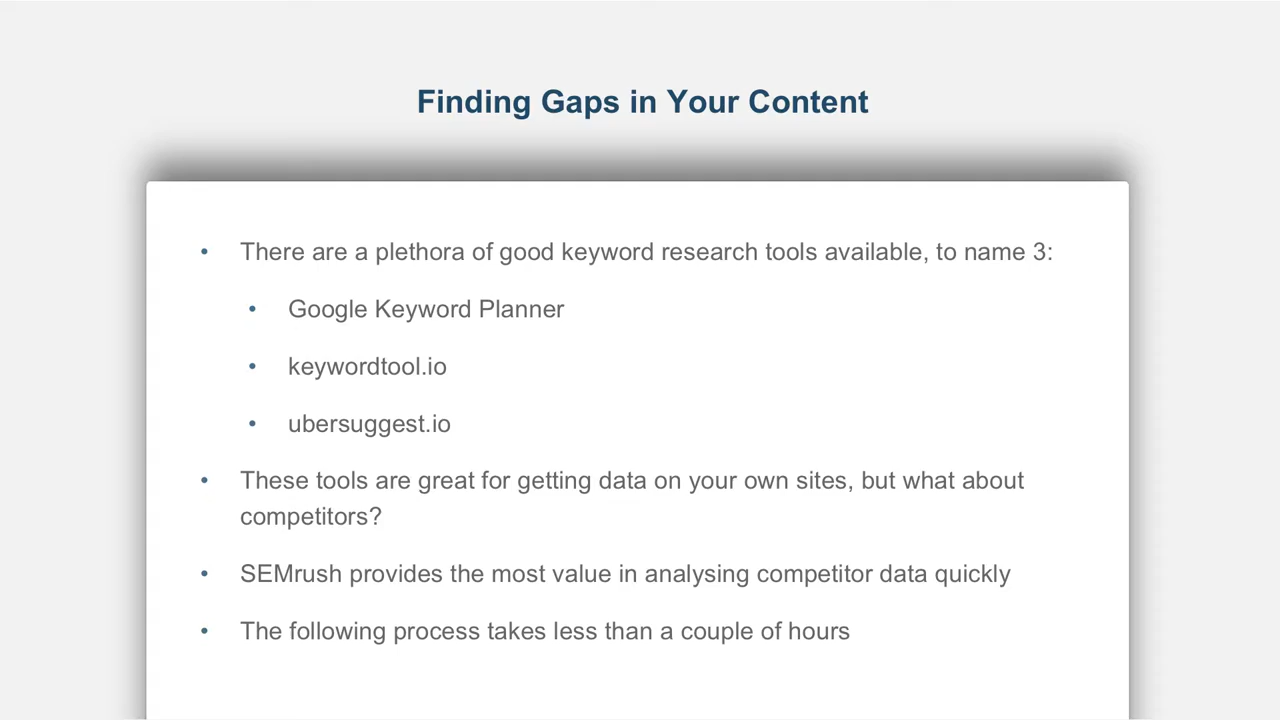 Finding Gaps in Your Content
• There are a plethora of good keyword research tools available, to name 3:
• Google Keyword Planner
• keywordtool.io
• ubersuggest.io
• These tools are great for getting data on your own sites, but what about
competitors?
• SEMrush provides the most value in analysing competitor data quickly
• The following process takes less than a couple of hours